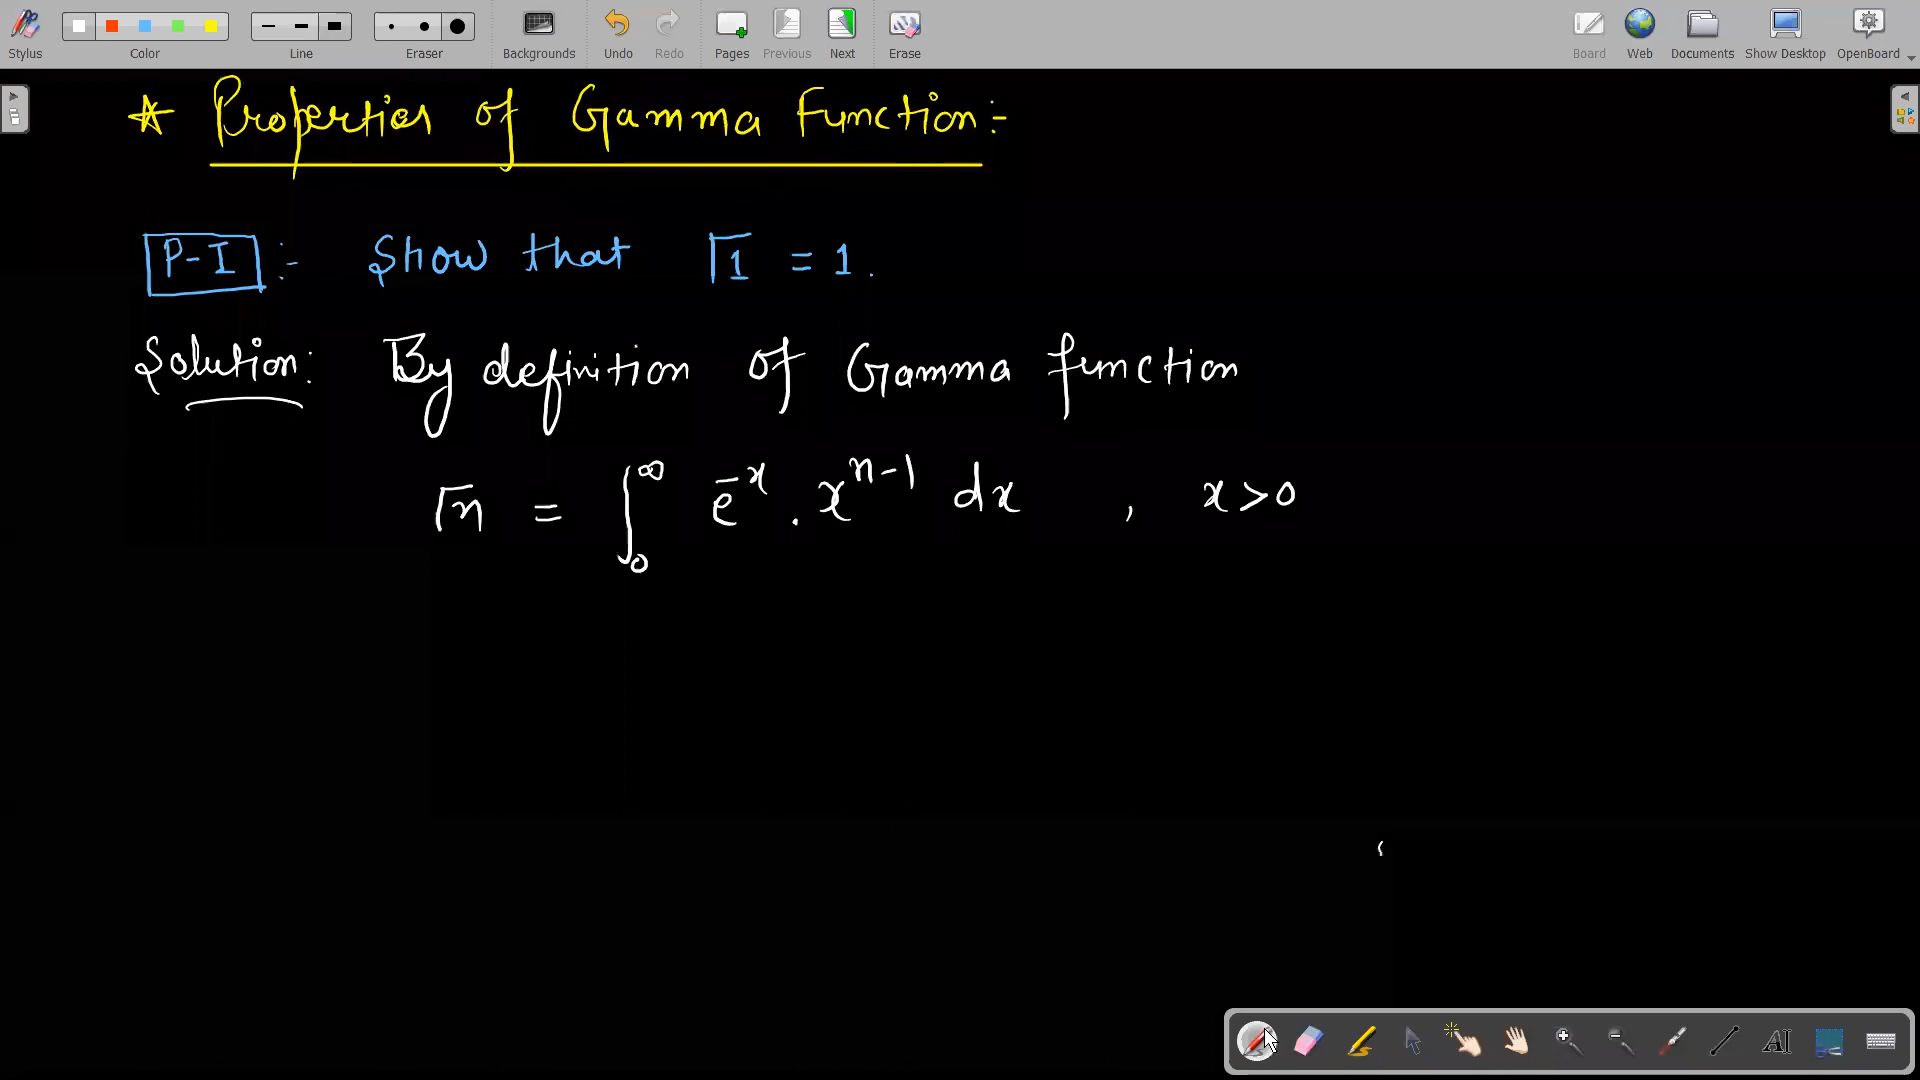 Stylus Color Line Eraser Backgrounds Undo Redo Pages Previous Next Erase Board Web Documents Show Desktop OpenBoard
☆ Properties of Gamma Function:-
P-I :- Show that Γ1 = 1.
Solution: By definition of Gamma function
Γn = ∫₀^∞ e^-x . x^n-1 dx , x > 0